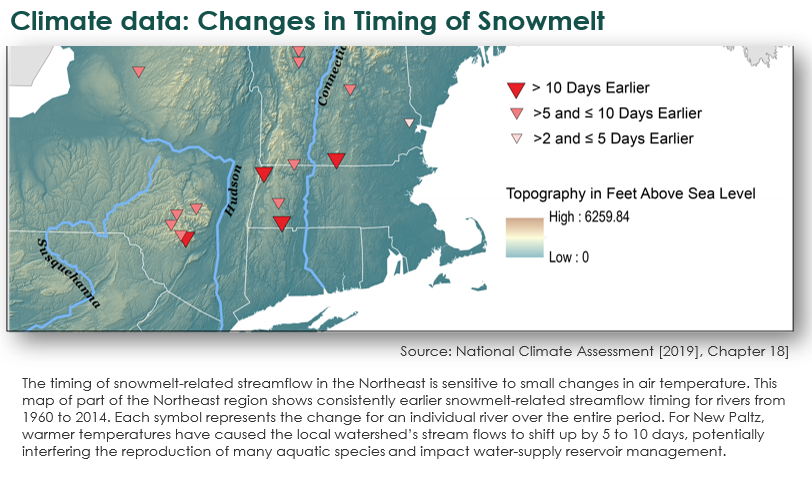 Climate data: Changes in Timing of Snowmelt
Connectic
> 10 Days Earlier
>5 and ≤ 10 Days Earlier
>2 and ≤ 5 Days Earlier
Hudson
Topography in Feet Above Sea Level
High : 6259.84
Low : 0
Susquehanna
Source: National Climate Assessment [2019], Chapter 18]
The timing of snowmelt-related streamflow in the Northeast is sensitive to small changes in air temperature. This
map of part of the Northeast region shows consistently earlier snowmelt-related streamflow timing for rivers from
1960 to 2014. Each symbol represents the change for an individual river over the entire period. For New Paltz,
warmer temperatures have caused the local watershed's stream flows to shift up by 5 to 10 days, potentially
interfering the reproduction of many aquatic species and impact water-supply reservoir management.